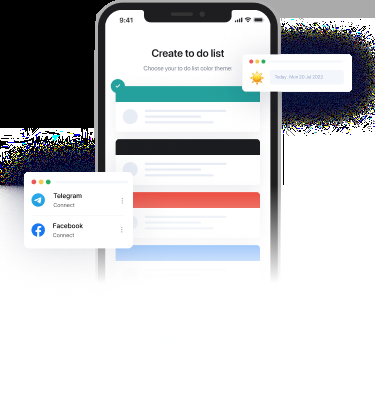 9:41
Create to do list
Choose your to do list color theme:
Today : Mon 20 Jul 2022
Telegram
Connect
Facebook
Connect